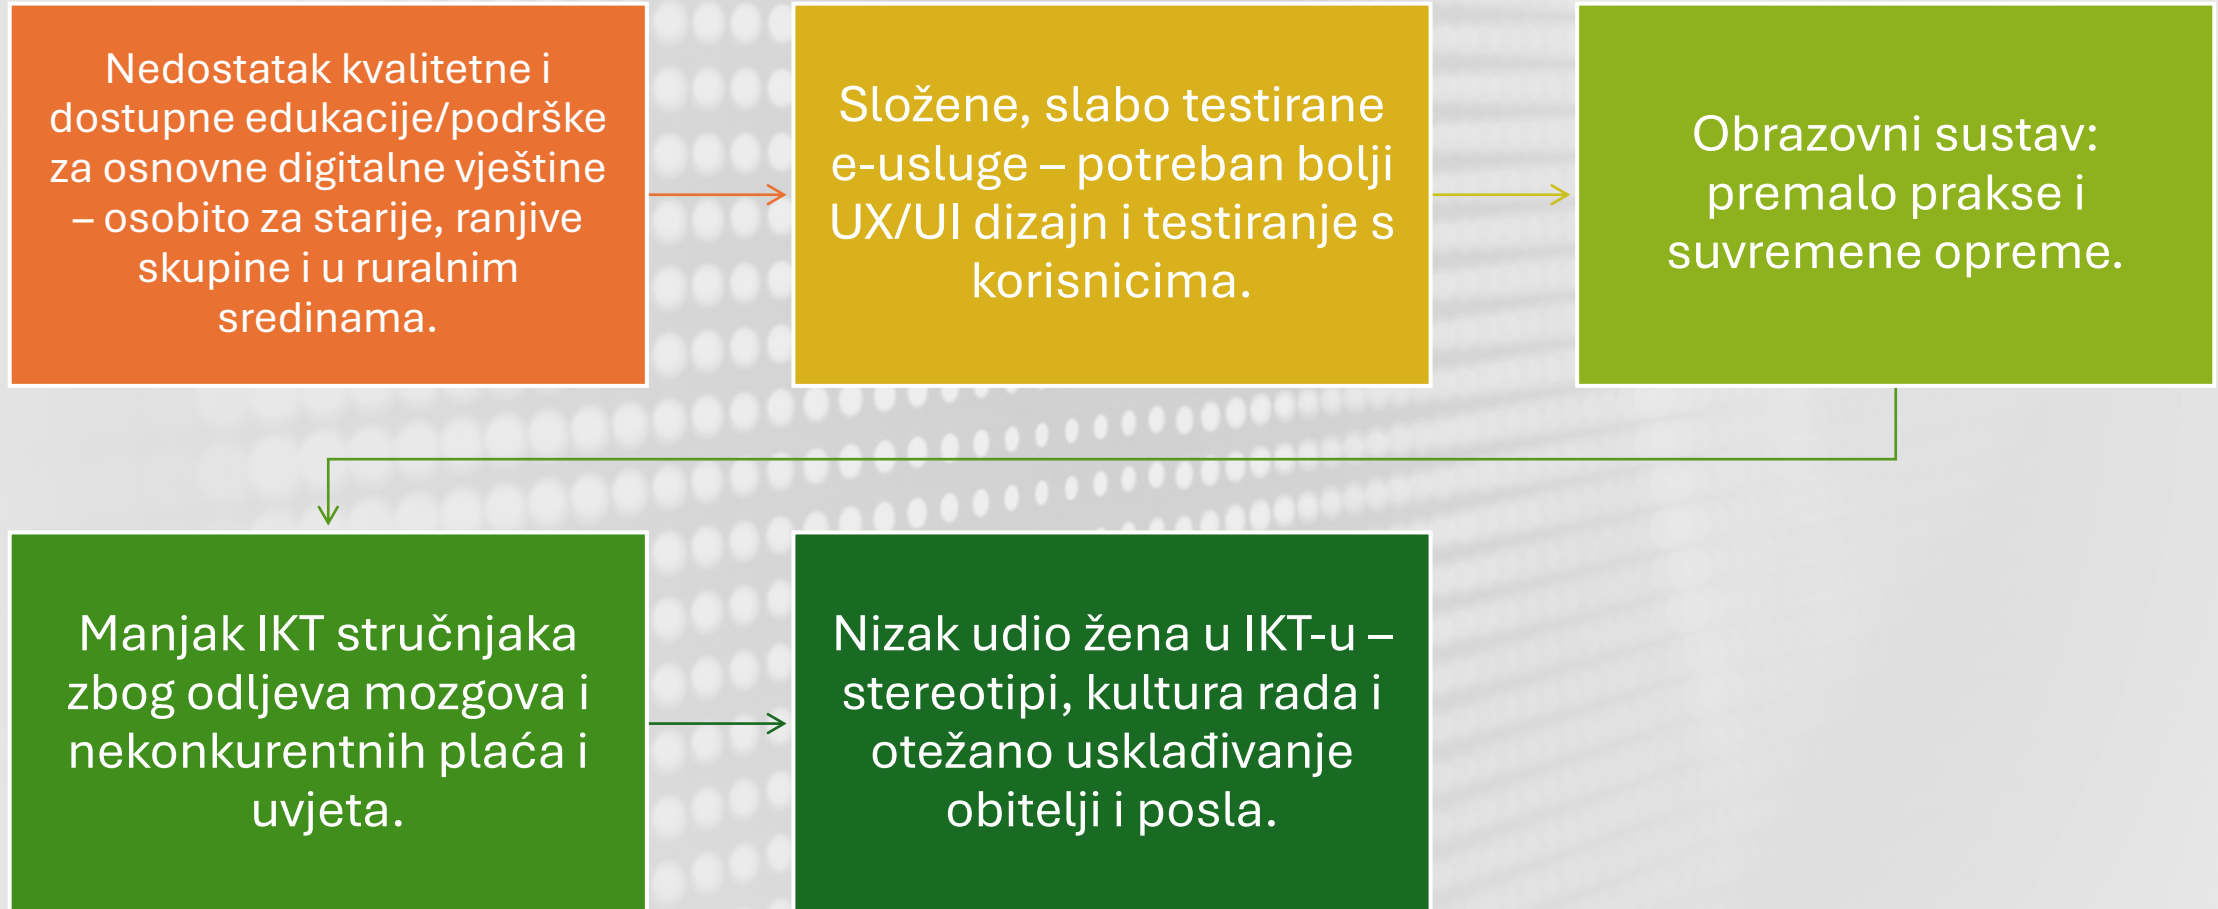 Nedostatak kvalitetne i
dostupne edukacije/podrške
za osnovne digitalne vještine
– osobito za starije, ranjive
skupine i u ruralnim
sredinama.
Složene, slabo testirane
e-usluge – potreban bolji
UX/UI dizajn i testiranje s
korisnicima.
Obrazovni sustav:
premalo prakse i
suvremene opreme.
Manjak IKT stručnjaka
zbog odljeva mozgova i
nekonkurentnih plaća i
uvjeta.
Nizak udio žena u IKT-u –
stereotipi, kultura rada i
otežano usklađivanje
obitelji i posla.